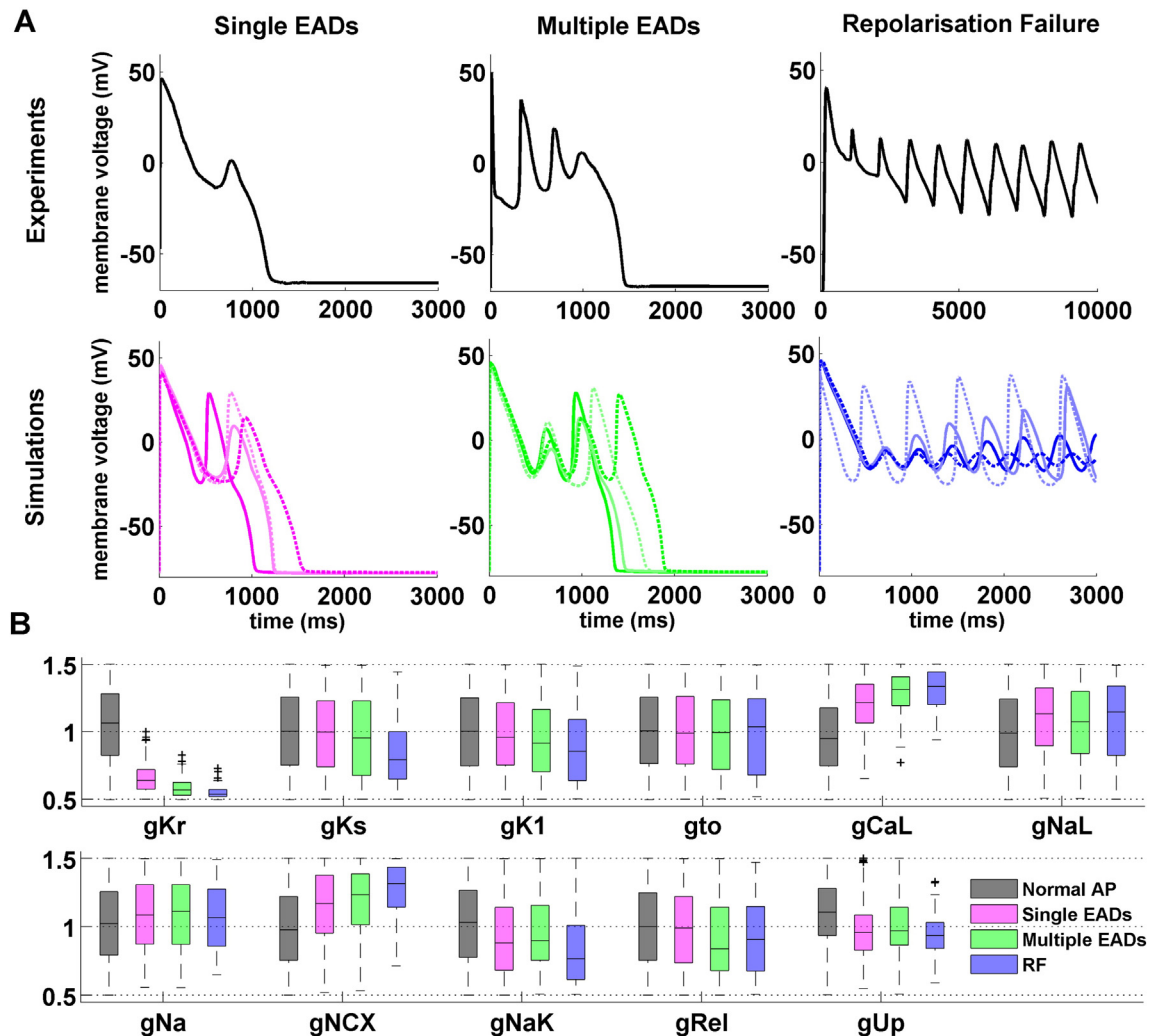 A
Single EADs
Multiple EADs
Repolarisation Failure
Experiments
membrane voltage (mV)
50
0
-50
0 1000 2000 3000
50
0
-50
0 1000 2000 3000
50
0
-50
0 5000 10000
Simulations
membrane voltage (mV)
50
0
-50
0 1000 2000 3000
time (ms)
50
0
-50
0 1000 2000 3000
time (ms)
50
0
-50
0 1000 2000 3000
time (ms)
B
1.5
1
0.5
gKr gKs gK1 gto gCaL gNaL
1.5
1
0.5
gNa gNCX gNaK gRel gUp
Normal AP
Single EADs
Multiple EADs
RF